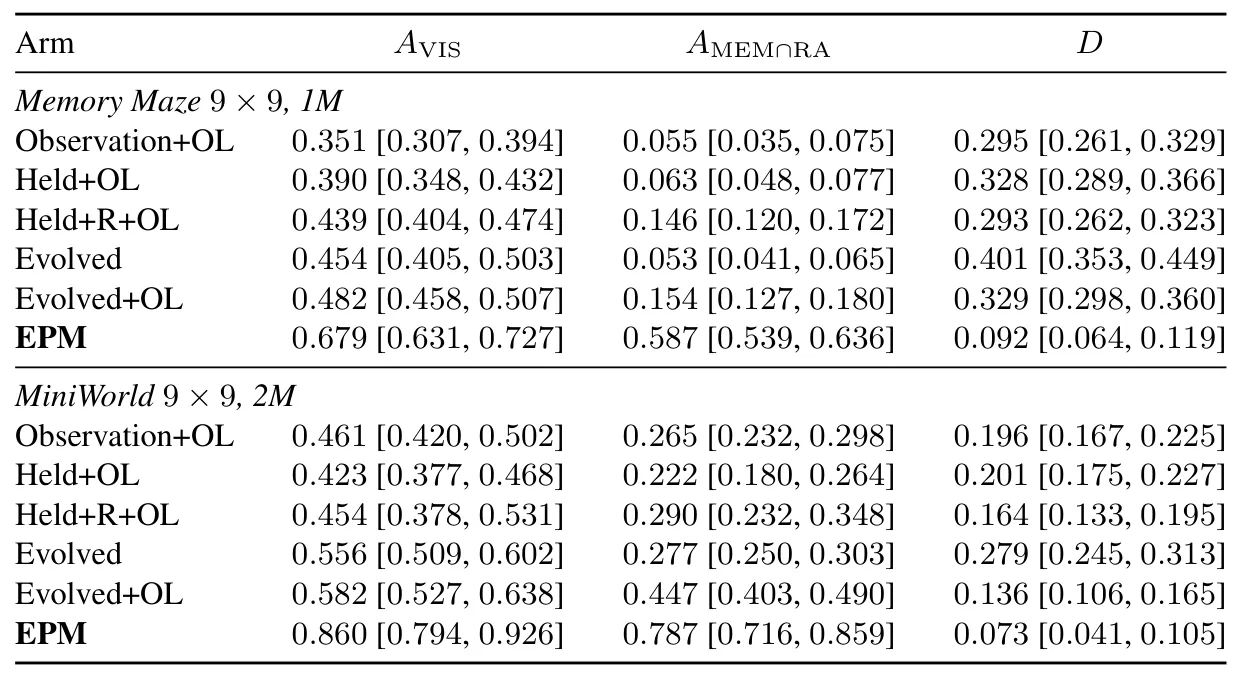 Arm A_VIS A_MEM∩RA D
Memory Maze 9 × 9, 1M
Observation+OL 0.351 [0.307, 0.394] 0.055 [0.035, 0.075] 0.295 [0.261, 0.329]
Held+OL 0.390 [0.348, 0.432] 0.063 [0.048, 0.077] 0.328 [0.289, 0.366]
Held+R+OL 0.439 [0.404, 0.474] 0.146 [0.120, 0.172] 0.293 [0.262, 0.323]
Evolved 0.454 [0.405, 0.503] 0.053 [0.041, 0.065] 0.401 [0.353, 0.449]
Evolved+OL 0.482 [0.458, 0.507] 0.154 [0.127, 0.180] 0.329 [0.298, 0.360]
EPM 0.679 [0.631, 0.727] 0.587 [0.539, 0.636] 0.092 [0.064, 0.119]
MiniWorld 9 × 9, 2M
Observation+OL 0.461 [0.420, 0.502] 0.265 [0.232, 0.298] 0.196 [0.167, 0.225]
Held+OL 0.423 [0.377, 0.468] 0.222 [0.180, 0.264] 0.201 [0.175, 0.227]
Held+R+OL 0.454 [0.378, 0.531] 0.290 [0.232, 0.348] 0.164 [0.133, 0.195]
Evolved 0.556 [0.509, 0.602] 0.277 [0.250, 0.303] 0.279 [0.245, 0.313]
Evolved+OL 0.582 [0.527, 0.638] 0.447 [0.403, 0.490] 0.136 [0.106, 0.165]
EPM 0.860 [0.794, 0.926] 0.787 [0.716, 0.859] 0.073 [0.041, 0.105]